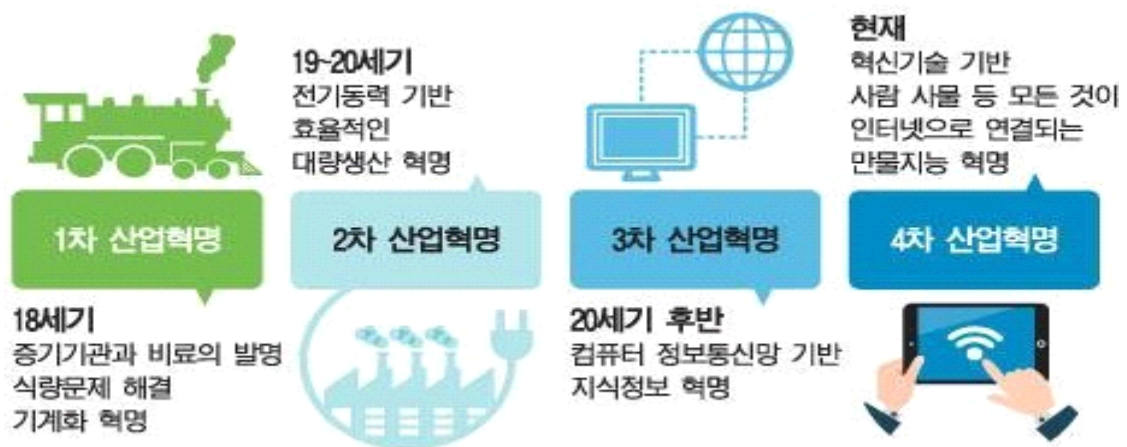 1차 산업혁명
18세기
증기기관과 비료의 발명
식량문제 해결
기계화 혁명
19~20세기
전기동력 기반
효율적인
대량생산 혁명
2차 산업혁명
3차 산업혁명
20세기 후반
컴퓨터 정보통신망 기반
지식정보 혁명
현재
혁신기술 기반
사람 사물 등 모든 것이
인터넷으로 연결되는
만물지능 혁명
4차 산업혁명